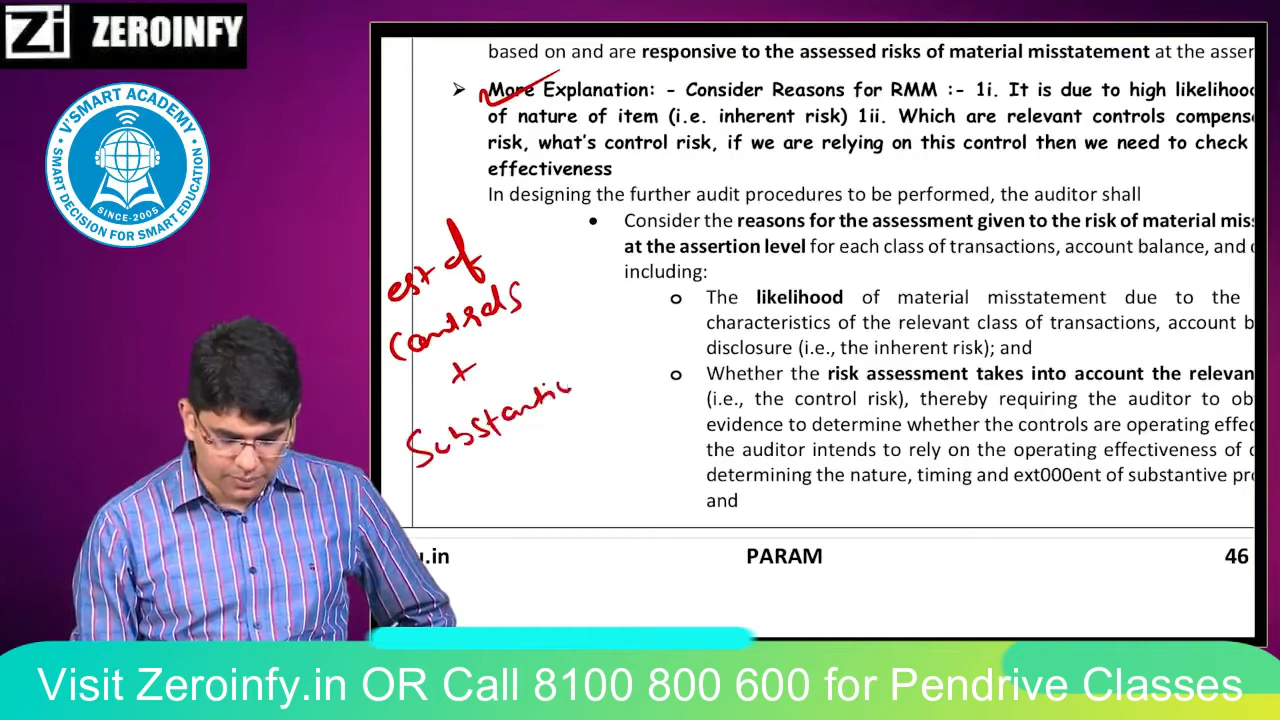 Zi ZEROINFY
V'SMART ACADEMY
SINCE-2005
SMART DECISION FOR SMART EDUCATION
based on and are responsive to the assessed risks of material misstatement at the asser
➢ More Explanation: - Consider Reasons for RMM :- 1i. It is due to high likelihoo
of nature of item (i.e. inherent risk) 1ii. Which are relevant controls compens
risk, what's control risk, if we are relying on this control then we need to check
effectiveness
In designing the further audit procedures to be performed, the auditor shall
• Consider the reasons for the assessment given to the risk of material mis
at the assertion level for each class of transactions, account balance, and
including:
o The likelihood of material misstatement due to the
characteristics of the relevant class of transactions, account b
disclosure (i.e., the inherent risk); and
o Whether the risk assessment takes into account the relevan
(i.e., the control risk), thereby requiring the auditor to ob
evidence to determine whether the controls are operating effec
the auditor intends to rely on the operating effectiveness of
determining the nature, timing and ext000ent of substantive pr
and
est of
Controls
+
Substantiv
u.in PARAM 46
Visit Zeroinfy.in OR Call 8100 800 600 for Pendrive Classes